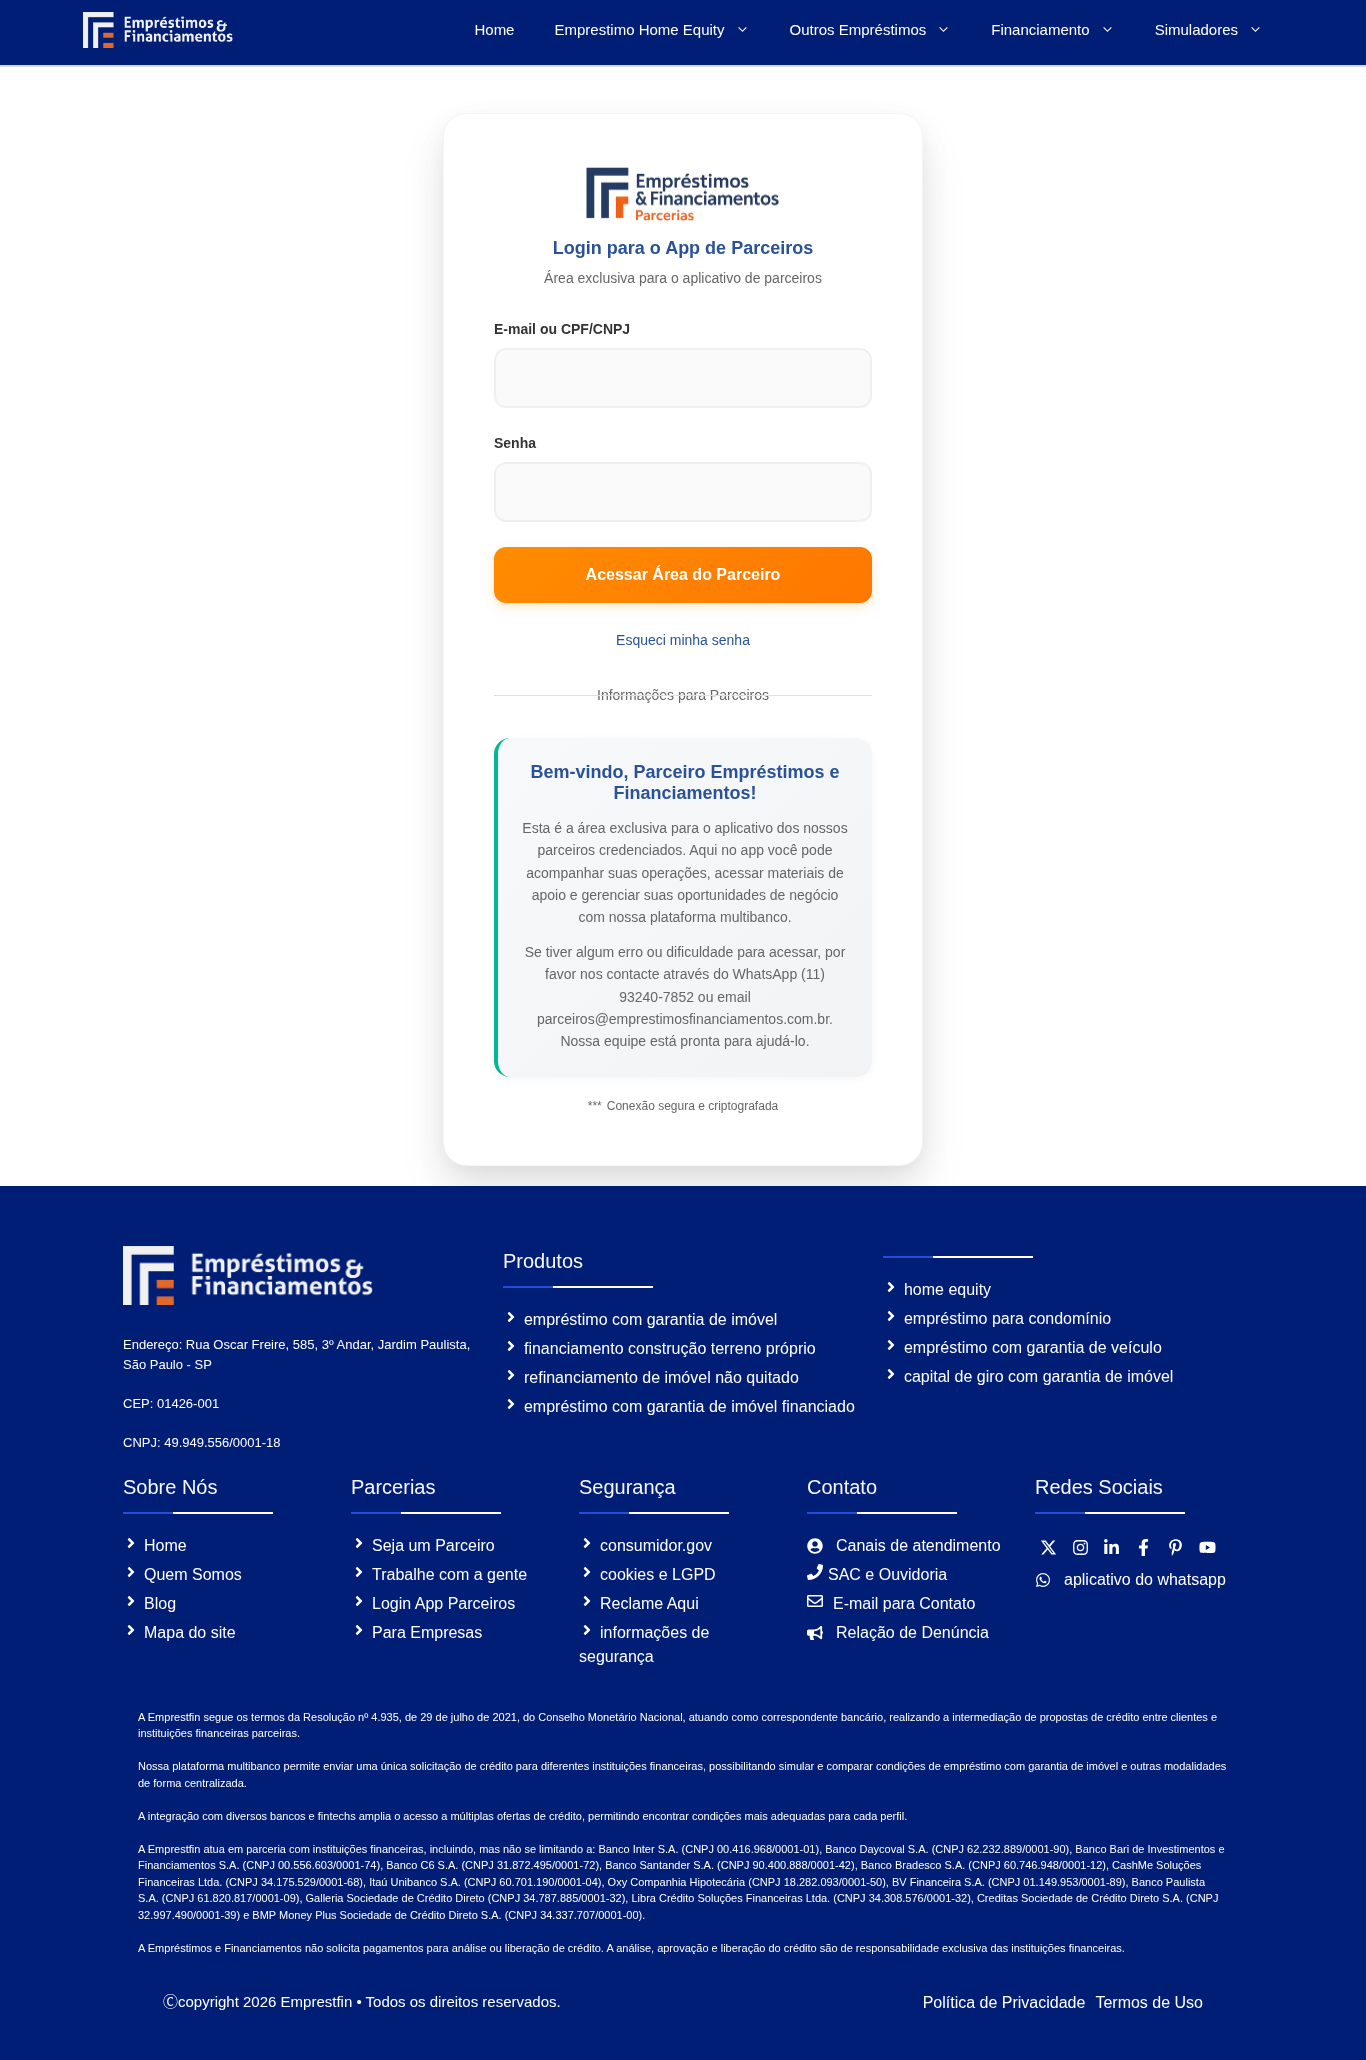 Empréstimos & Financiamentos
Home
Emprestimo Home Equity
Outros Empréstimos
Financiamento
Simuladores
Empréstimos
& Financiamentos
Parcerias
Login para o App de Parceiros
Área exclusiva para o aplicativo de parceiros
E-mail ou CPF/CNPJ
Senha
Acessar Área do Parceiro
Esqueci minha senha
Informações para Parceiros
Bem-vindo, Parceiro Empréstimos e
Financiamentos!
Esta é a área exclusiva para o aplicativo dos nossos
parceiros credenciados. Aqui no app você pode
acompanhar suas operações, acessar materiais de
apoio e gerenciar suas oportunidades de negócio
com nossa plataforma multibanco.
Se tiver algum erro ou dificuldade para acessar, por
favor nos contacte através do WhatsApp (11)
93240-7852 ou email
parceiros@emprestimosfinanciamentos.com.br.
Nossa equipe está pronta para ajudá-lo.
*** Conexão segura e criptografada
Empréstimos &
Financiamentos
Endereço: Rua Oscar Freire, 585, 3º Andar, Jardim Paulista,
São Paulo - SP
CEP: 01426-001
CNPJ: 49.949.556/0001-18
Produtos
empréstimo com garantia de imóvel
financiamento construção terreno próprio
refinanciamento de imóvel não quitado
empréstimo com garantia de imóvel financiado
home equity
empréstimo para condomínio
empréstimo com garantia de veículo
capital de giro com garantia de imóvel
Sobre Nós
Home
Quem Somos
Blog
Mapa do site
Parcerias
Seja um Parceiro
Trabalhe com a gente
Login App Parceiros
Para Empresas
Segurança
consumidor.gov
cookies e LGPD
Reclame Aqui
informações de
segurança
Contato
Canais de atendimento
SAC e Ouvidoria
E-mail para Contato
Relação de Denúncia
Redes Sociais
aplicativo do whatsapp
A Emprestfin segue os termos da Resolução nº 4.935, de 29 de julho de 2021, do Conselho Monetário Nacional, atuando como correspondente bancário, realizando a intermediação de propostas de crédito entre clientes e
instituições financeiras parceiras.
Nossa plataforma multibanco permite enviar uma única solicitação de crédito para diferentes instituições financeiras, possibilitando simular e comparar condições de empréstimo com garantia de imóvel e outras modalidades
de forma centralizada.
A integração com diversos bancos e fintechs amplia o acesso a múltiplas ofertas de crédito, permitindo encontrar condições mais adequadas para cada perfil.
A Emprestfin atua em parceria com instituições financeiras, incluindo, mas não se limitando a: Banco Inter S.A. (CNPJ 00.416.968/0001-01), Banco Daycoval S.A. (CNPJ 62.232.889/0001-90), Banco Bari de Investimentos e
Financiamentos S.A. (CNPJ 00.556.603/0001-74), Banco C6 S.A. (CNPJ 31.872.495/0001-72), Banco Santander S.A. (CNPJ 90.400.888/0001-42), Banco Bradesco S.A. (CNPJ 60.746.948/0001-12), CashMe Soluções
Financeiras Ltda. (CNPJ 34.175.529/0001-68), Itaú Unibanco S.A. (CNPJ 60.701.190/0001-04), Oxy Companhia Hipotecária (CNPJ 18.282.093/0001-50), BV Financeira S.A. (CNPJ 01.149.953/0001-89), Banco Paulista
S.A. (CNPJ 61.820.817/0001-09), Galleria Sociedade de Crédito Direto (CNPJ 34.787.885/0001-32), Libra Crédito Soluções Financeiras Ltda. (CNPJ 34.308.576/0001-32), Creditas Sociedade de Crédito Direto S.A. (CNPJ
32.997.490/0001-39) e BMP Money Plus Sociedade de Crédito Direto S.A. (CNPJ 34.337.707/0001-00).
A Empréstimos e Financiamentos não solicita pagamentos para análise ou liberação de crédito. A análise, aprovação e liberação do crédito são de responsabilidade exclusiva das instituições financeiras.
Ⓒcopyright 2026 Emprestfin • Todos os direitos reservados.
Política de Privacidade
Termos de Uso